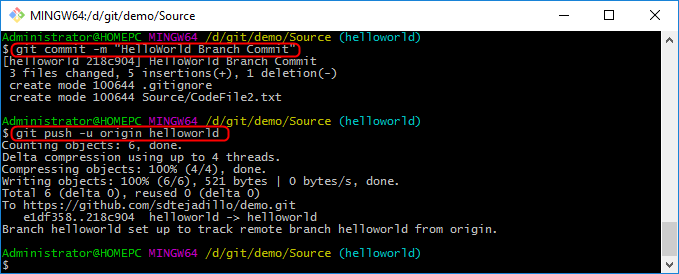 MINGW64:/d/git/demo/Source
Administrator@HOMEPC MINGW64 /d/git/demo/Source (helloworld)
$ git commit -m "HelloWorld Branch Commit"
[helloworld 218c904] HelloWorld Branch Commit
 3 files changed, 5 insertions(+), 1 deletion(-)
 create mode 100644 .gitignore
 create mode 100644 Source/CodeFile2.txt
Administrator@HOMEPC MINGW64 /d/git/demo/Source (helloworld)
$ git push -u origin helloworld
Counting objects: 6, done.
Delta compression using up to 4 threads.
Compressing objects: 100% (4/4), done.
Writing objects: 100% (6/6), 521 bytes | 0 bytes/s, done.
Total 6 (delta 0), reused 0 (delta 0)
To https://github.com/sdtejadillo/demo.git
   e1df358..218c904  helloworld -> helloworld
Branch helloworld set up to track remote branch helloworld from origin.
Administrator@HOMEPC MINGW64 /d/git/demo/Source (helloworld)
$